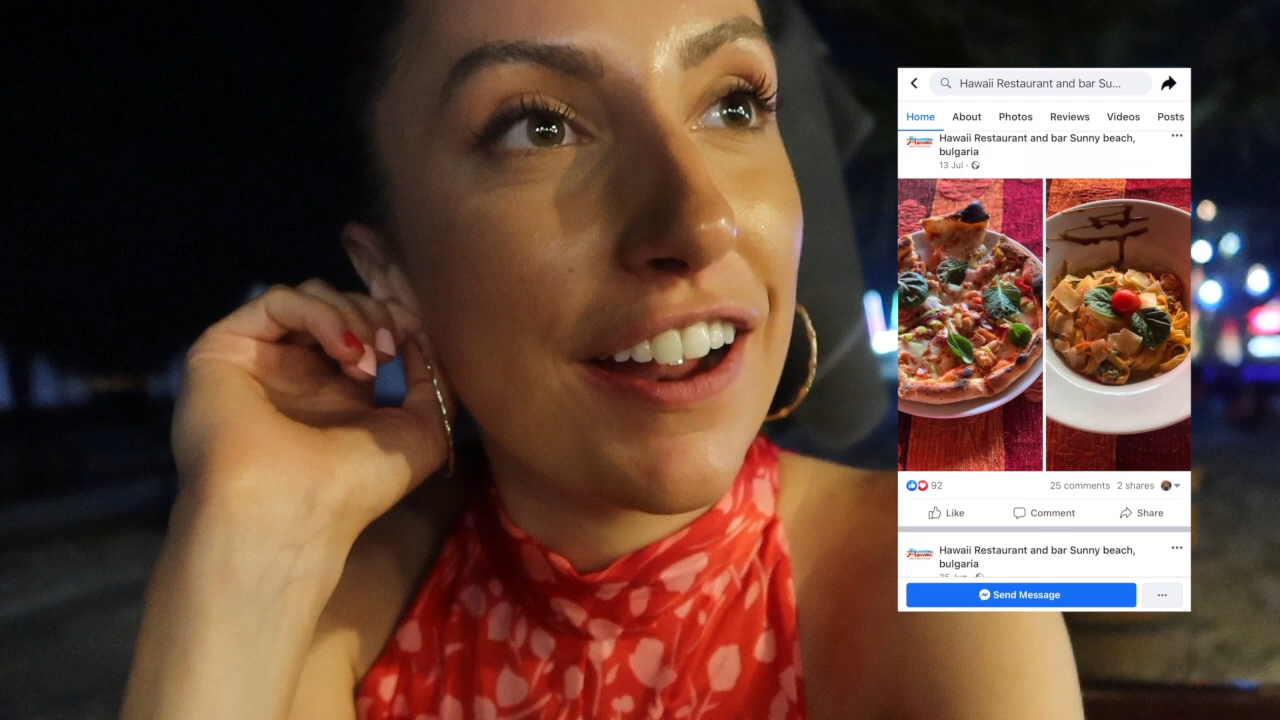 Hawaii Restaurant and bar Su...
Home About Photos Reviews Videos Posts
Hawaii Restaurant and bar Sunny beach,
bulgaria
13 Jul ·
92 25 comments 2 shares
Like Comment Share
Hawaii Restaurant and bar Sunny beach,
bulgaria
Send Message